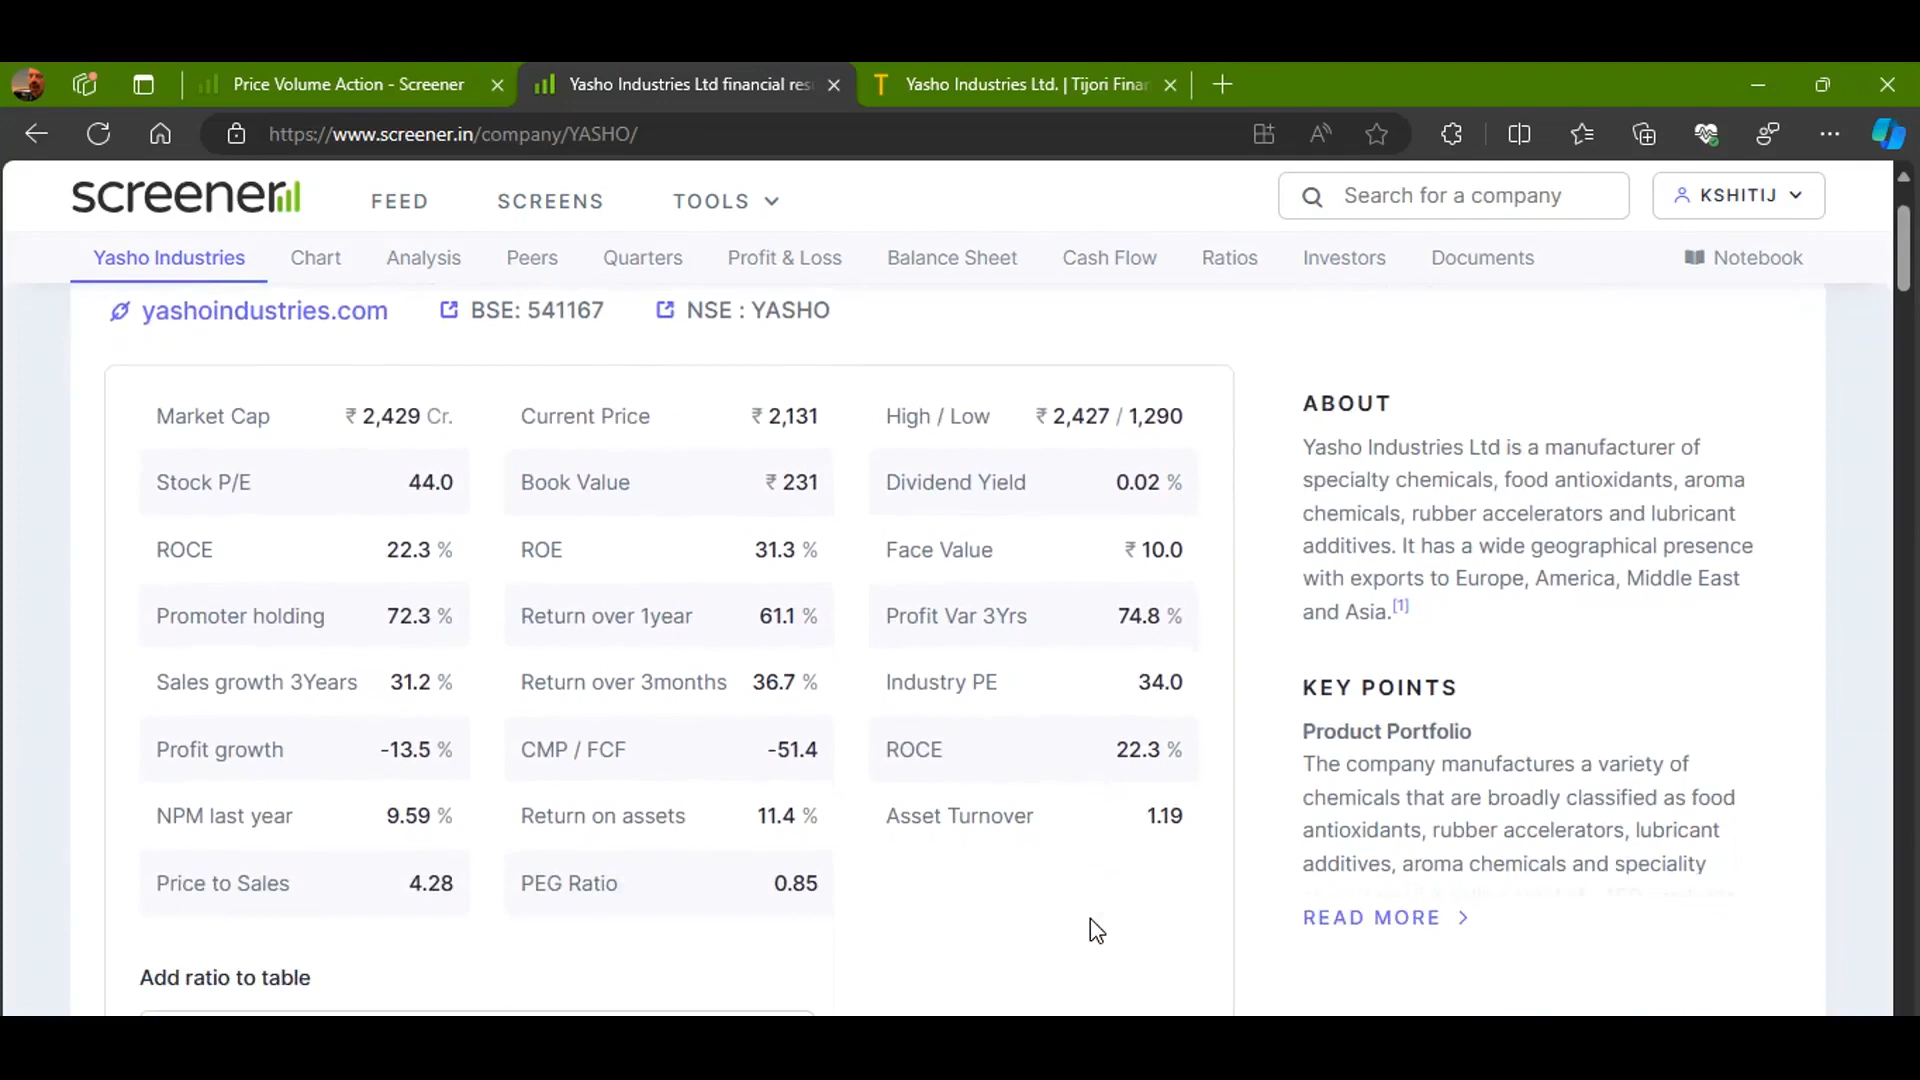 Price Volume Action - Screener
Yasho Industries Ltd financial res
T Yasho Industries Ltd. | Tijori Finan
https://www.screener.in/company/YASHO/
screener
FEED SCREENS TOOLS
Search for a company
KSHITIJ
Yasho Industries Chart Analysis Peers Quarters Profit & Loss Balance Sheet Cash Flow Ratios Investors Documents Notebook
yashoindustries.com BSE: 541167 NSE : YASHO
Market Cap ₹ 2,429 Cr. Current Price ₹ 2,131 High / Low ₹ 2,427 / 1,290
Stock P/E 44.0 Book Value ₹ 231 Dividend Yield 0.02 %
ROCE 22.3 % ROE 31.3 % Face Value ₹ 10.0
Promoter holding 72.3 % Return over 1year 61.1 % Profit Var 3Yrs 74.8 %
Sales growth 3Years 31.2 % Return over 3months 36.7 % Industry PE 34.0
Profit growth -13.5 % CMP / FCF -51.4 ROCE 22.3 %
NPM last year 9.59 % Return on assets 11.4 % Asset Turnover 1.19
Price to Sales 4.28 PEG Ratio 0.85
Add ratio to table
ABOUT
Yasho Industries Ltd is a manufacturer of
specialty chemicals, food antioxidants, aroma
chemicals, rubber accelerators and lubricant
additives. It has a wide geographical presence
with exports to Europe, America, Middle East
and Asia.[1]
KEY POINTS
Product Portfolio
The company manufactures a variety of
chemicals that are broadly classified as food
antioxidants, rubber accelerators, lubricant
additives, aroma chemicals and speciality
READ MORE